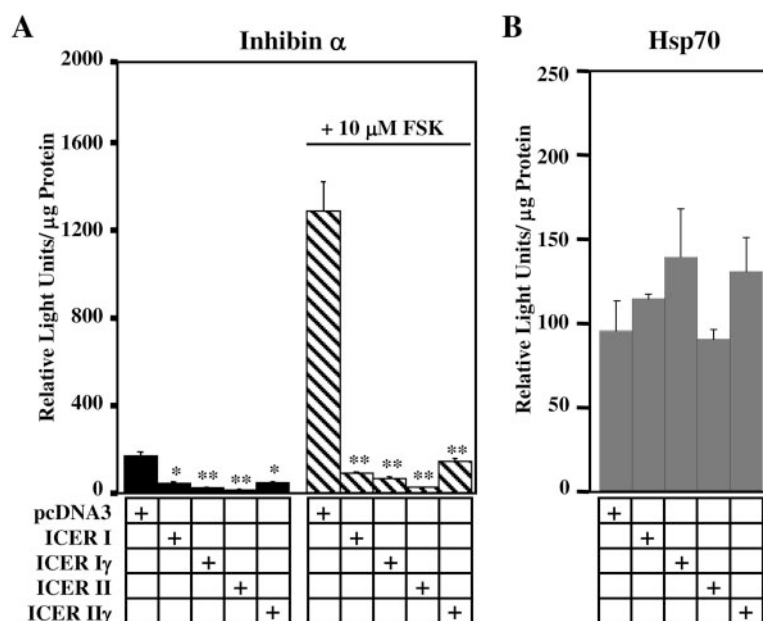 A
Inhibin α
Relative Light Units/ μg Protein
2000
1600
1200
800
400
0
+ 10 μM FSK
*
**
**
*
**
**
**
**
pcDNA3
+
+
ICER I
+
+
ICER Iγ
+
+
ICER II
+
+
ICER IIγ
+
+
B
Hsp70
Relative Light Units/ μg Protein
250
200
150
100
50
0
+
+
+
+
+